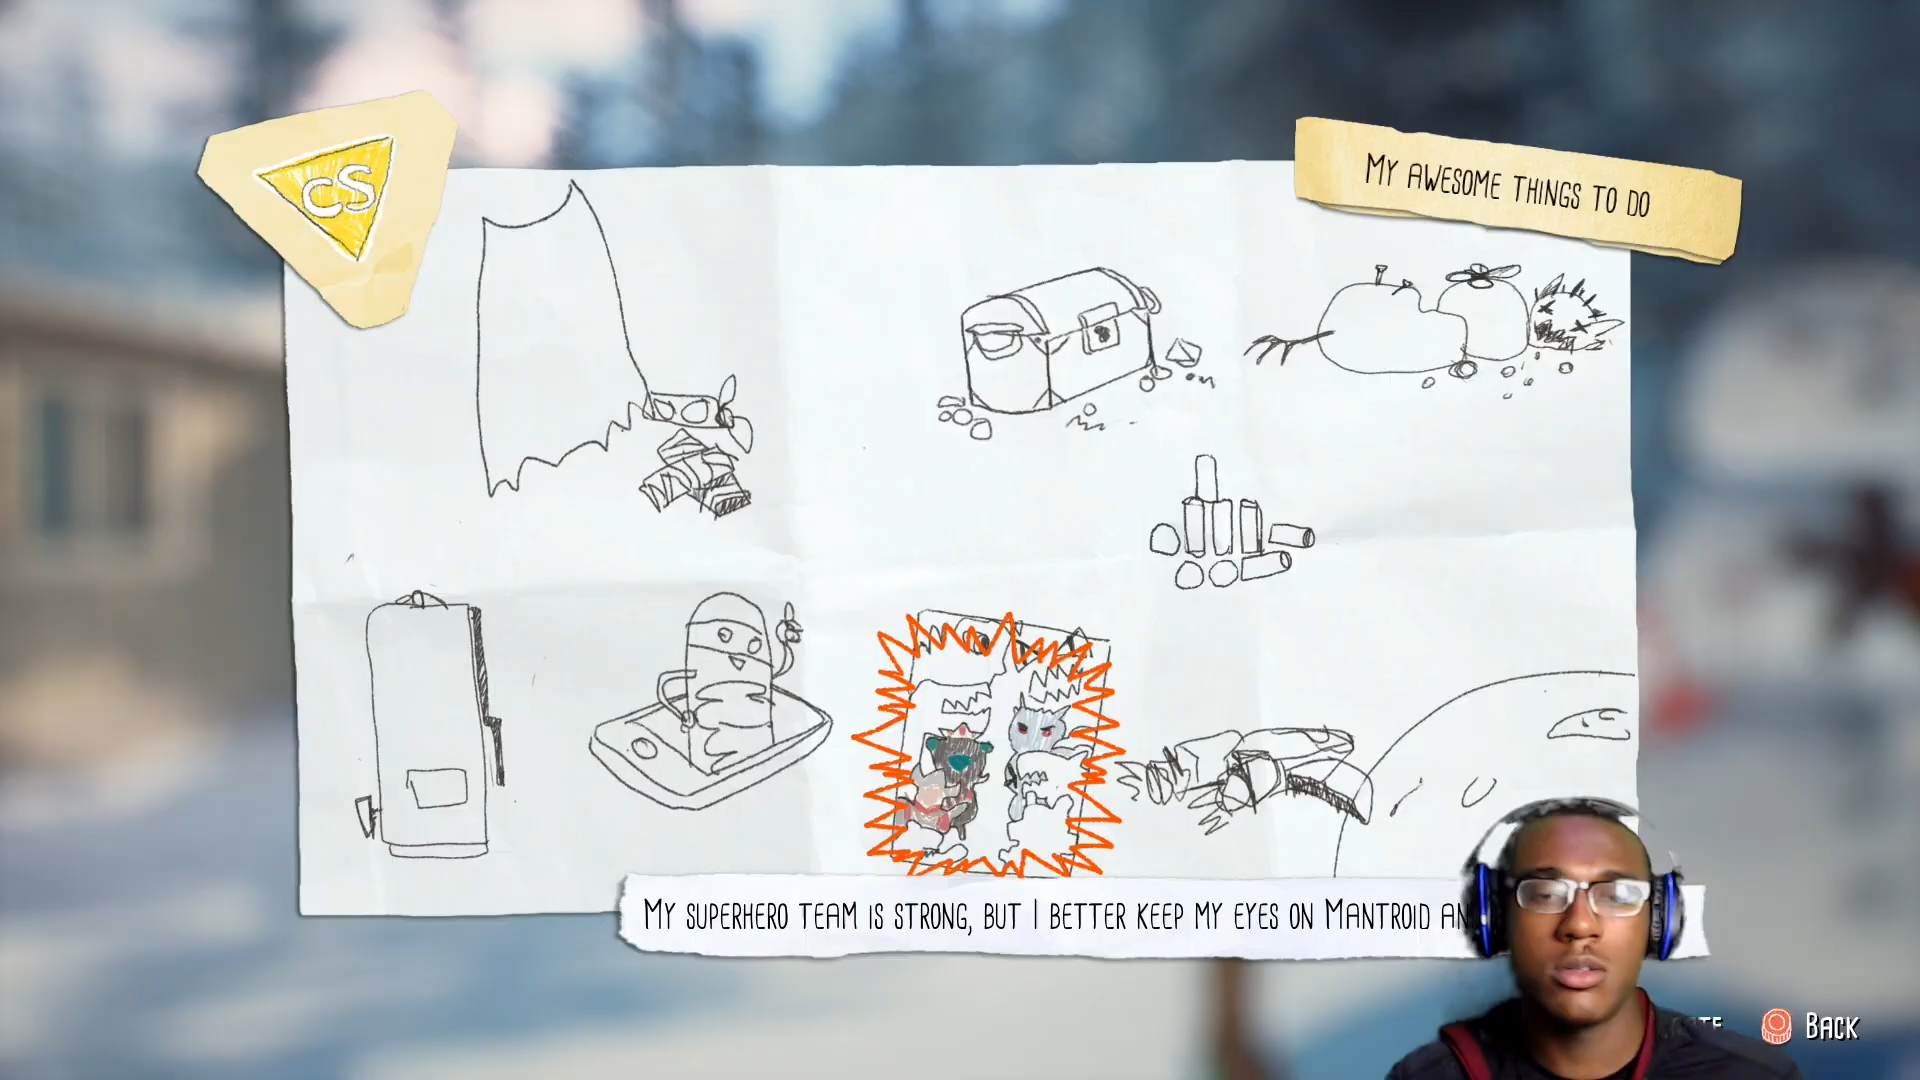 CS
My awesome things to do
My superhero team is strong, but I better keep my eyes on Mantroid
Back